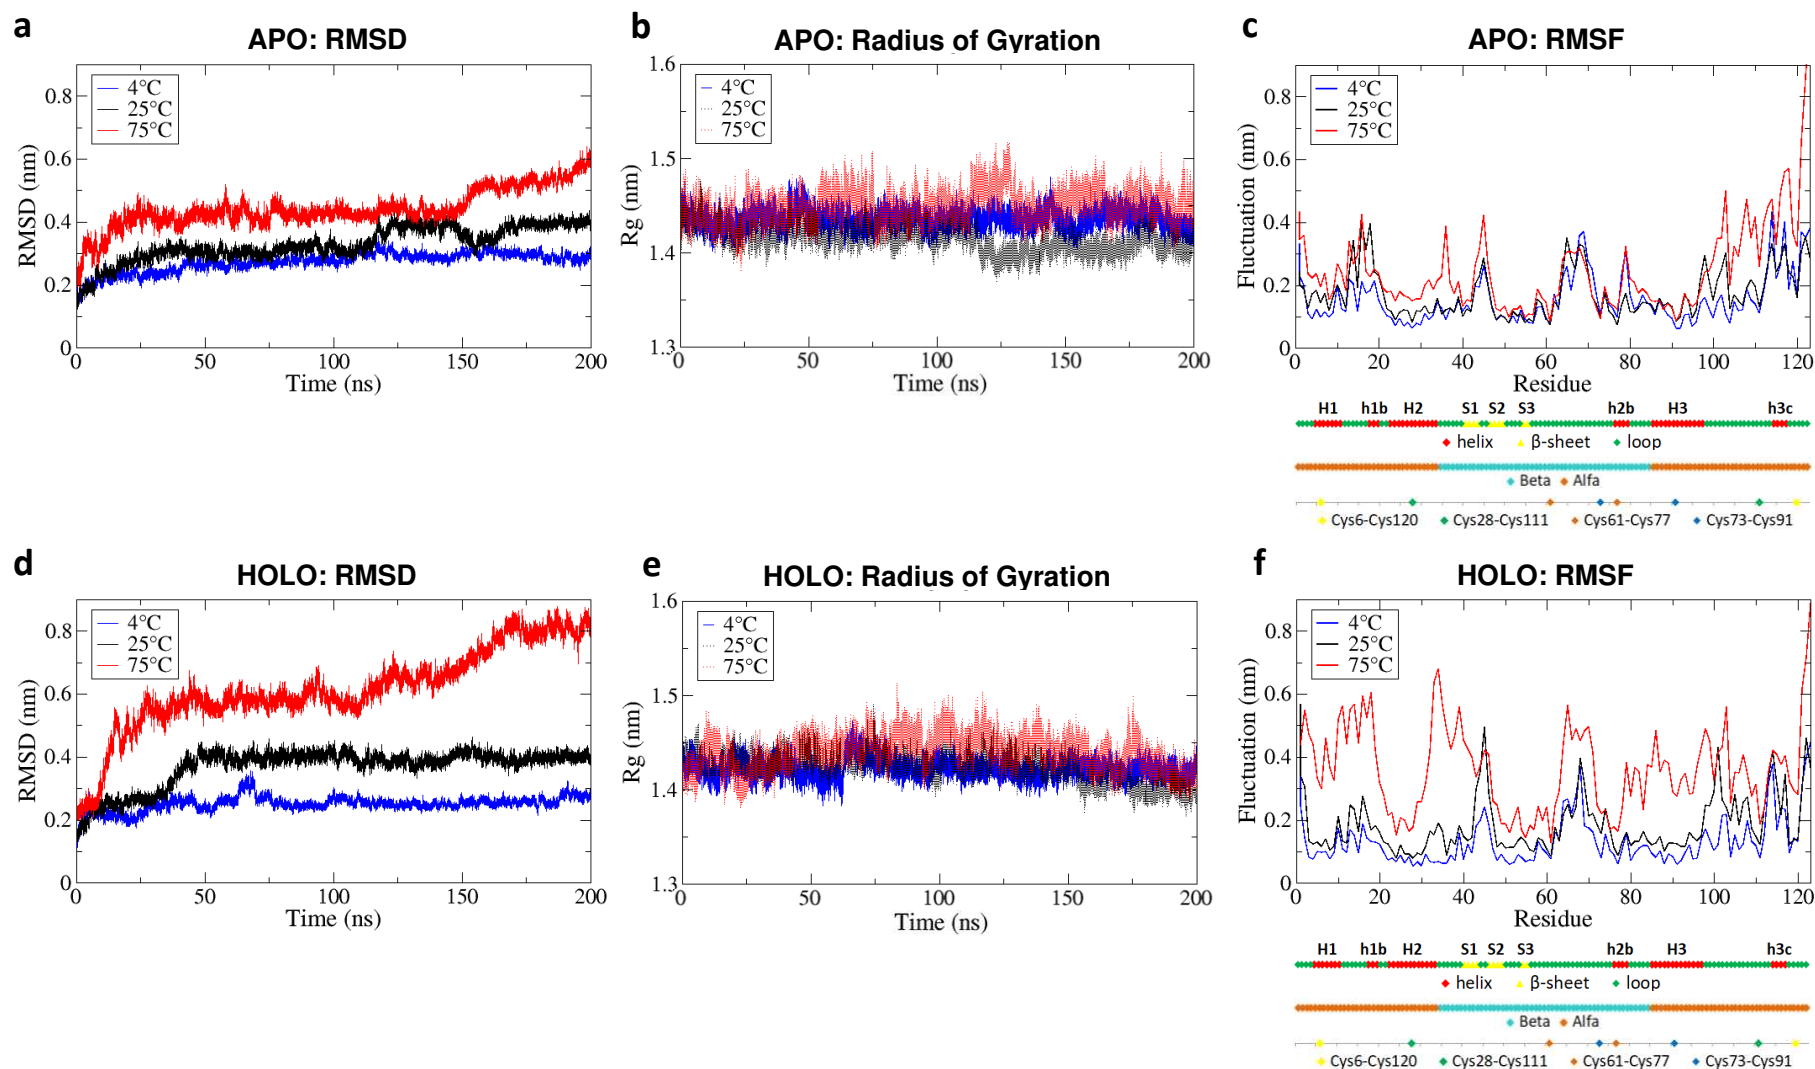 a
APO: RMSD
4°C
25°C
75°C
RMSD (nm)
0.8
0.6
0.4
0.2
0
0 50 100 150 200
Time (ns)
b
APO: Radius of Gyration
4°C
25°C
75°C
Rg (nm)
1.6
1.5
1.4
1.3
0 50 100 150 200
Time (ns)
c
APO: RMSF
4°C
25°C
75°C
Fluctuation (nm)
0.8
0.6
0.4
0.2
0
0 20 40 60 80 100 120
Residue
H1 h1b H2 S1 S2 S3 h2b H3 h3c
helix β-sheet loop
Beta Alfa
Cys6-Cys120 Cys28-Cys111 Cys61-Cys77 Cys73-Cys91
d
HOLO: RMSD
4°C
25°C
75°C
RMSD (nm)
0.8
0.6
0.4
0.2
0
0 50 100 150 200
Time (ns)
e
HOLO: Radius of Gyration
4°C
25°C
75°C
Rg (nm)
1.6
1.5
1.4
1.3
0 50 100 150 200
Time (ns)
f
HOLO: RMSF
4°C
25°C
75°C
Fluctuation (nm)
0.8
0.6
0.4
0.2
0
0 20 40 60 80 100 120
Residue
H1 h1b H2 S1 S2 S3 h2b H3 h3c
helix β-sheet loop
Beta Alfa
Cys6-Cys120 Cys28-Cys111 Cys61-Cys77 Cys73-Cys91